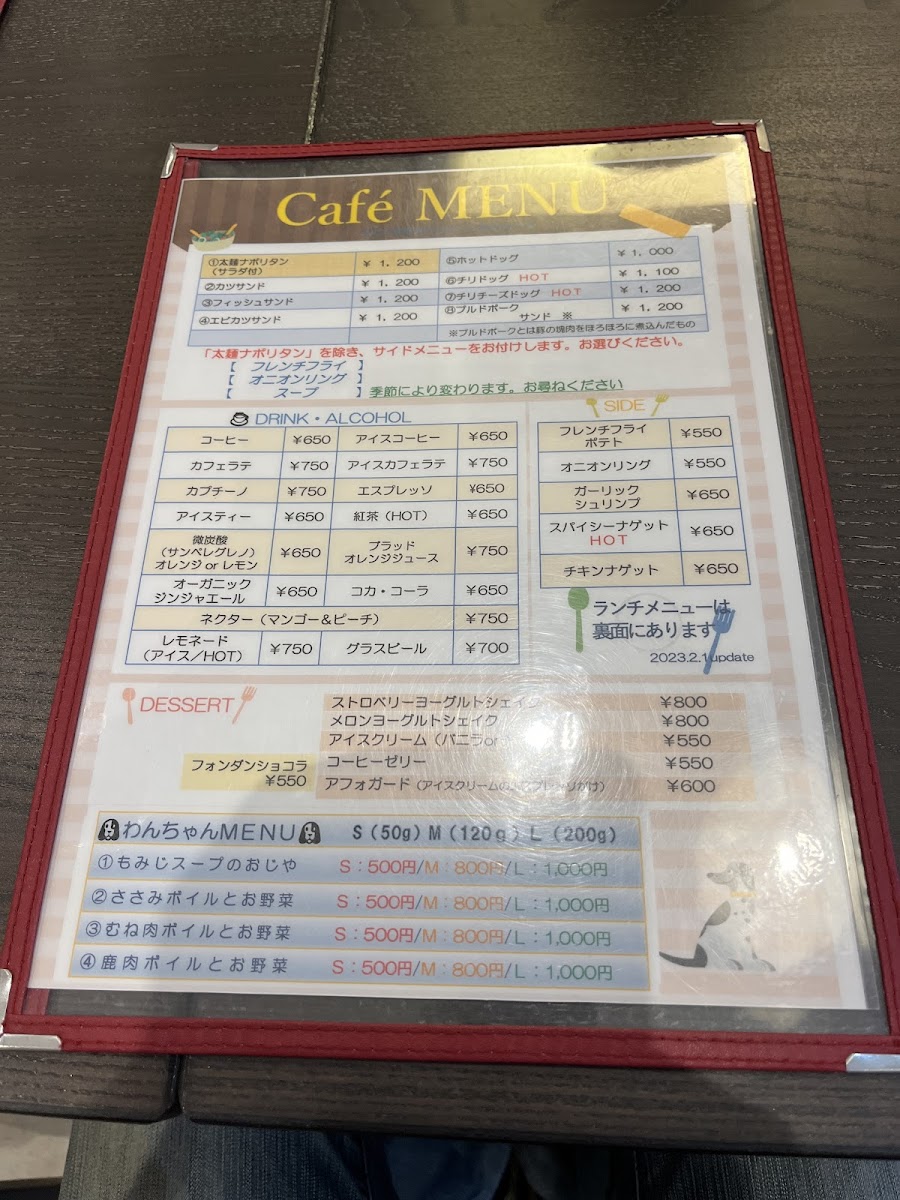 Café MENU
①太麺ナポリタン
（サラダ付） ￥ 1，200
②カツサンド ￥ 1，200
③フィッシュサンド ￥ 1，200
④エビカツサンド ￥ 1，200
⑤ホットドッグ ￥ 1，000
⑥チリドッグ HOT ￥ 1，100
⑦チリチーズドッグ HOT ￥ 1，200
⑧プルドポーク
サンド ※ ￥ 1，200
※プルドポークとは豚の塊肉をほろほろに煮込んだもの
「太麺ナポリタン」を除き、サイドメニューをお付けします。お選びください。
【 フレンチフライ 】
【 オニオンリング 】
【 スープ 】 季節により変わります。お尋ねください
DRINK・ALCOHOL
コーヒー ¥650 アイスコーヒー ¥650
カフェラテ ¥750 アイスカフェラテ ¥750
カプチーノ ¥750 エスプレッソ ¥650
アイスティー ¥650 紅茶（HOT） ¥650
微炭酸
（サンペレグレノ）
オレンジ or レモン ¥650
ブラッド
オレンジジュース ¥750
オーガニック
ジンジャエール ¥650 コカ・コーラ ¥650
ネクター（マンゴー＆ピーチ） ¥750
レモネード
（アイス／HOT） ¥750 グラスビール ¥700
SIDE
フレンチフライ
ポテト ¥550
オニオンリング ¥550
ガーリック
シュリンプ ¥650
スパイシーナゲット
HOT ¥650
チキンナゲット ¥650
ランチメニューは
裏面にあります
2023.2.1update
DESSERT
フォンダンショコラ
¥550
ストロベリーヨーグルトシェイク ¥800
メロンヨーグルトシェイク ¥800
アイスクリーム（バニラor ¥550
コーヒーゼリー ¥550
アフォガード（アイスクリームの がけ） ¥600
わんちゃんMENU S（50g）M（120g）L（200g）
①もみじスープのおじや S：500円/M：800円/L：1,000円
②ささみボイルとお野菜 S：500円/M：800円/L：1,000円
③むね肉ボイルとお野菜 S：500円/M：800円/L：1,000円
④鹿肉ボイルとお野菜 S：500円/M：800円/L：1,000円